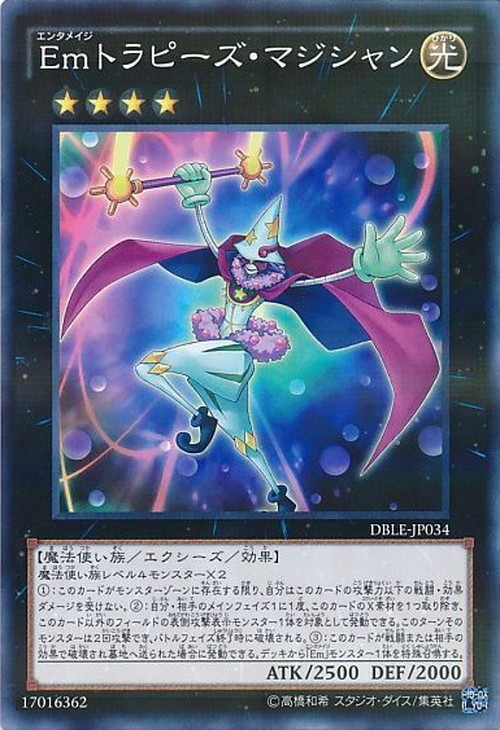 エンタメイジ
Emトラピーズ・マジシャン
ひかり
光
DBLE-JP034
【魔法使い族/エクシーズ/効果】
魔法使い族レベル4モンスター×2
①:このカードがモンスターゾーンに存在する限り、自分はこのカードの攻撃力以下の戦闘・効果
ダメージを受けない。②:自分・相手のメインフェイズ1に1度、このカードのX素材を1つ取り除き、
このカード以外のフィールドの表側攻撃表示モンスター1体を対象として発動できる。このターンその
モンスターは2回攻撃でき、バトルフェイズ終了時に破壊される。③:このカードが戦闘または相手の
効果で破壊され墓地へ送られた場合に発動できる。デッキから「Em」モンスター1体を特殊召喚する。
ATK/2500 DEF/2000
17016362
©高橋和希 スタジオ・ダイス/集英社